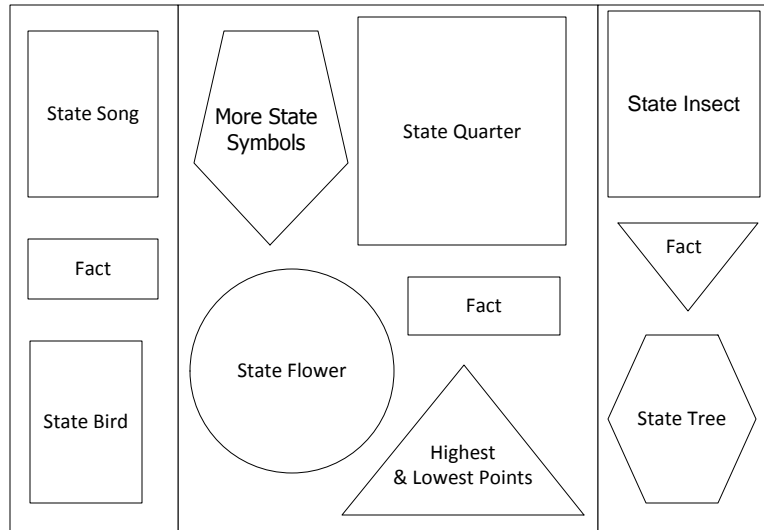 State Song
Fact
State Bird
More State
Symbols
State Quarter
State Flower
Fact
Highest
& Lowest Points
State Insect
Fact
State Tree